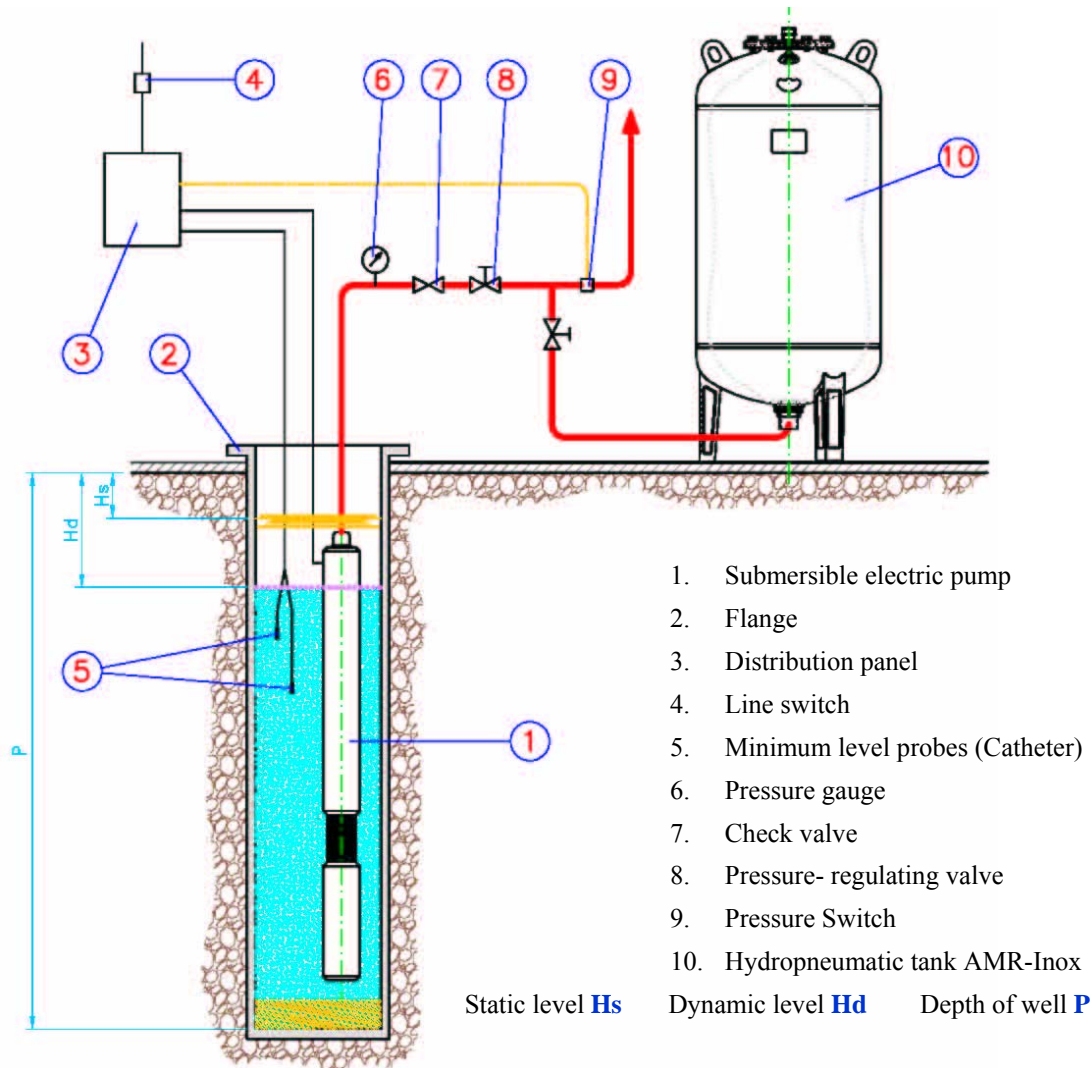 4
6
7
8
9
10
3
2
Hs
Hd
P
5
1
1. Submersible electric pump
2. Flange
3. Distribution panel
4. Line switch
5. Minimum level probes (Catheter)
6. Pressure gauge
7. Check valve
8. Pressure- regulating valve
9. Pressure Switch
10. Hydropneumatic tank AMR-Inox
Static level Hs Dynamic level Hd Depth of well P